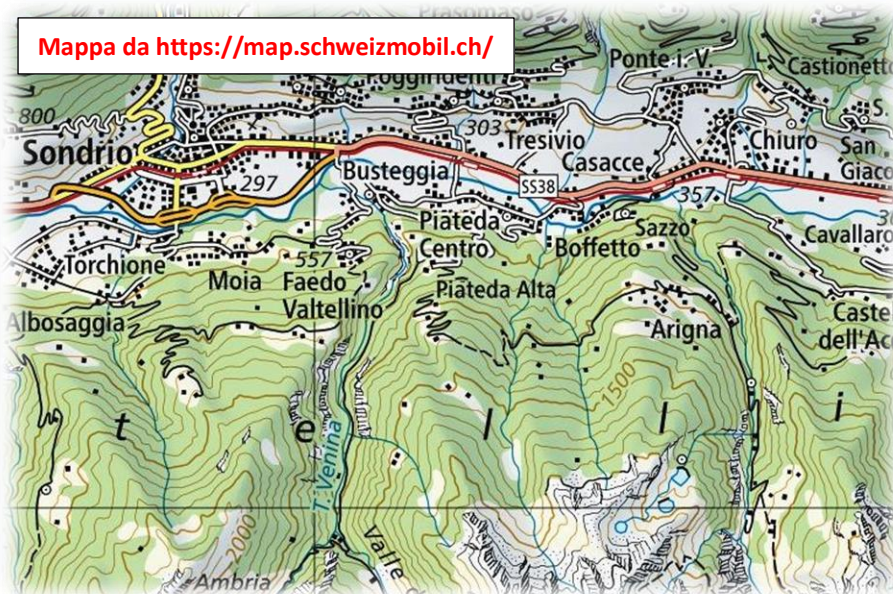 Prasomaso
Mappa da https://map.schweizmobil.ch/
Poggiridenti
Ponte i. V.
Castionetto
800
303
Tresivio
Chiuro
San
Giaco
S.
Sondrio
Casacce
Busteggia
297
SS38
357
Piateda
Centro
Sazzo
Boffetto
Cavallaro
557
Torchione
Moia
Faedo
Valtellino
Piateda Alta
Albosaggia
Arigna
Caste
dell'Ac
1500
t
e
l
l
i
T. Venina
2000
Valle
Ambria